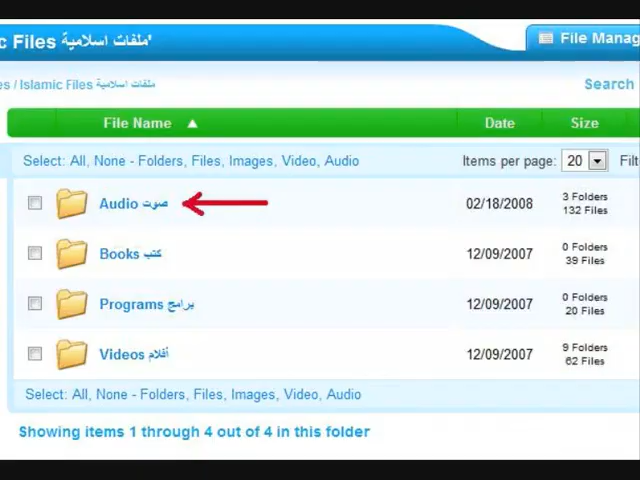 ic Files ملفات اسلامية'
File Manag
es / Islamic Files ملفات اسلامية
Search
File Name ▲ Date Size
Select: All, None - Folders, Files, Images, Video, Audio
Items per page: 20 Filt
Audio صوت 02/18/2008 3 Folders
132 Files
Books كتب 12/09/2007 0 Folders
39 Files
Programs برامج 12/09/2007 0 Folders
20 Files
Videos أفلام 12/09/2007 9 Folders
62 Files
Select: All, None - Folders, Files, Images, Video, Audio
Showing items 1 through 4 out of 4 in this folder